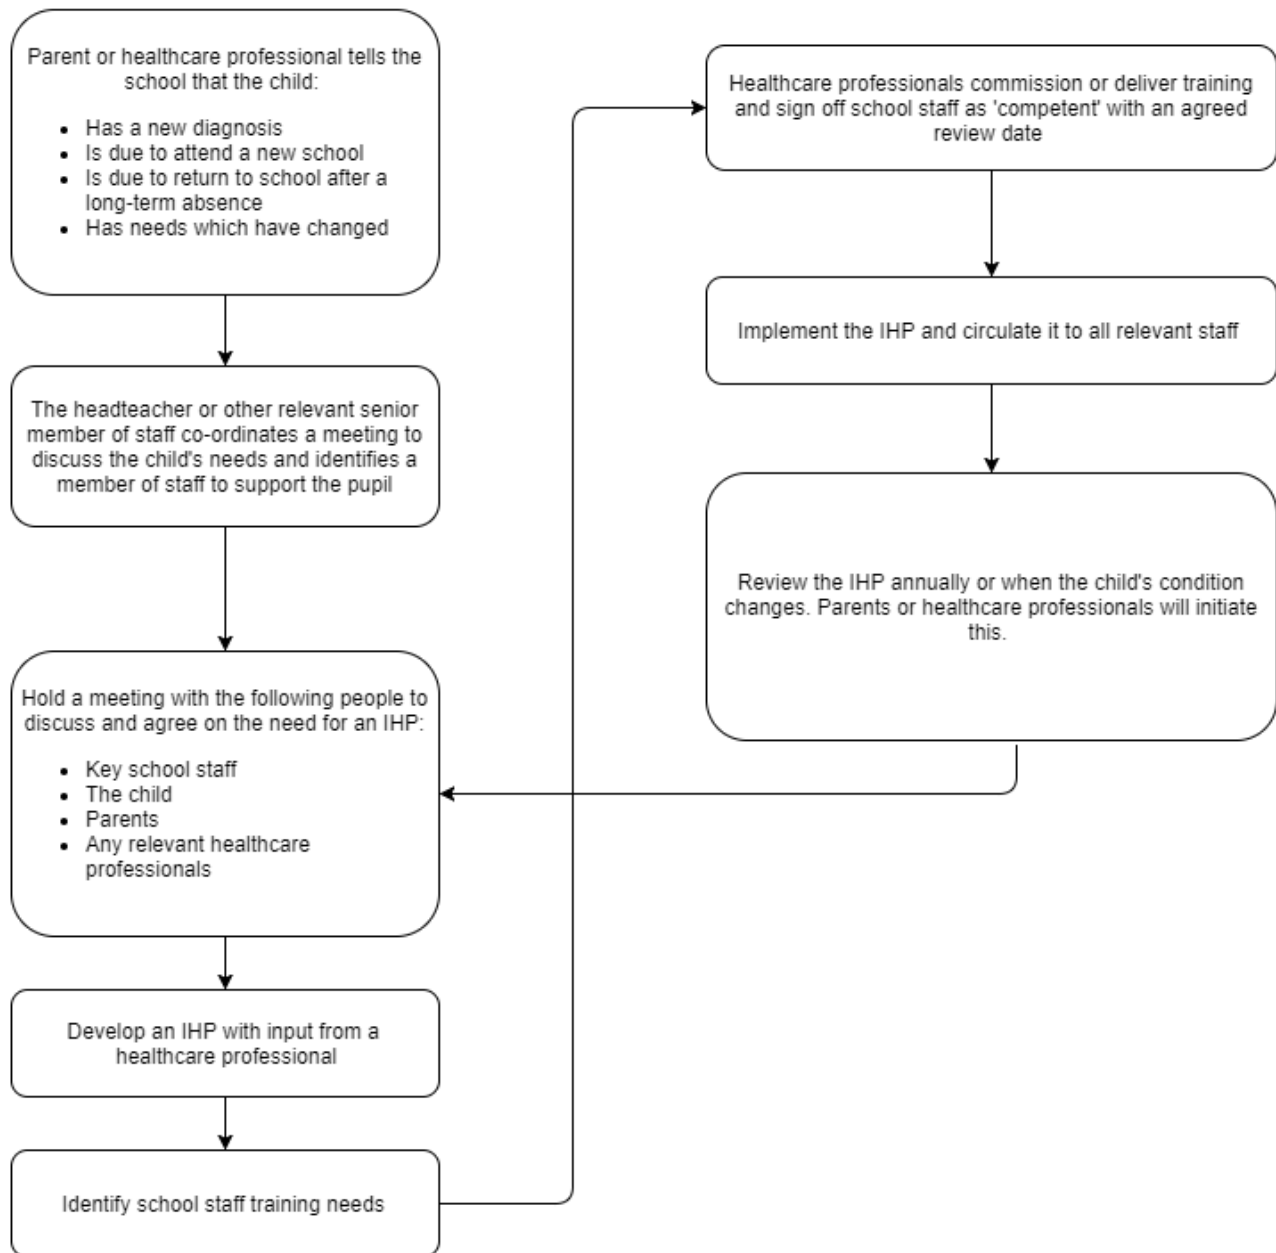 Parent or healthcare professional tells the
school that the child:
• Has a new diagnosis
• Is due to attend a new school
• Is due to return to school after a
long-term absence
• Has needs which have changed
The headteacher or other relevant senior
member of staff co-ordinates a meeting to
discuss the child's needs and identifies a
member of staff to support the pupil
Hold a meeting with the following people to
discuss and agree on the need for an IHP:
• Key school staff
• The child
• Parents
• Any relevant healthcare
professionals
Develop an IHP with input from a
healthcare professional
Identify school staff training needs
Healthcare professionals commission or deliver training
and sign off school staff as 'competent' with an agreed
review date
Implement the IHP and circulate it to all relevant staff
Review the IHP annually or when the child's condition
changes. Parents or healthcare professionals will initiate
this.